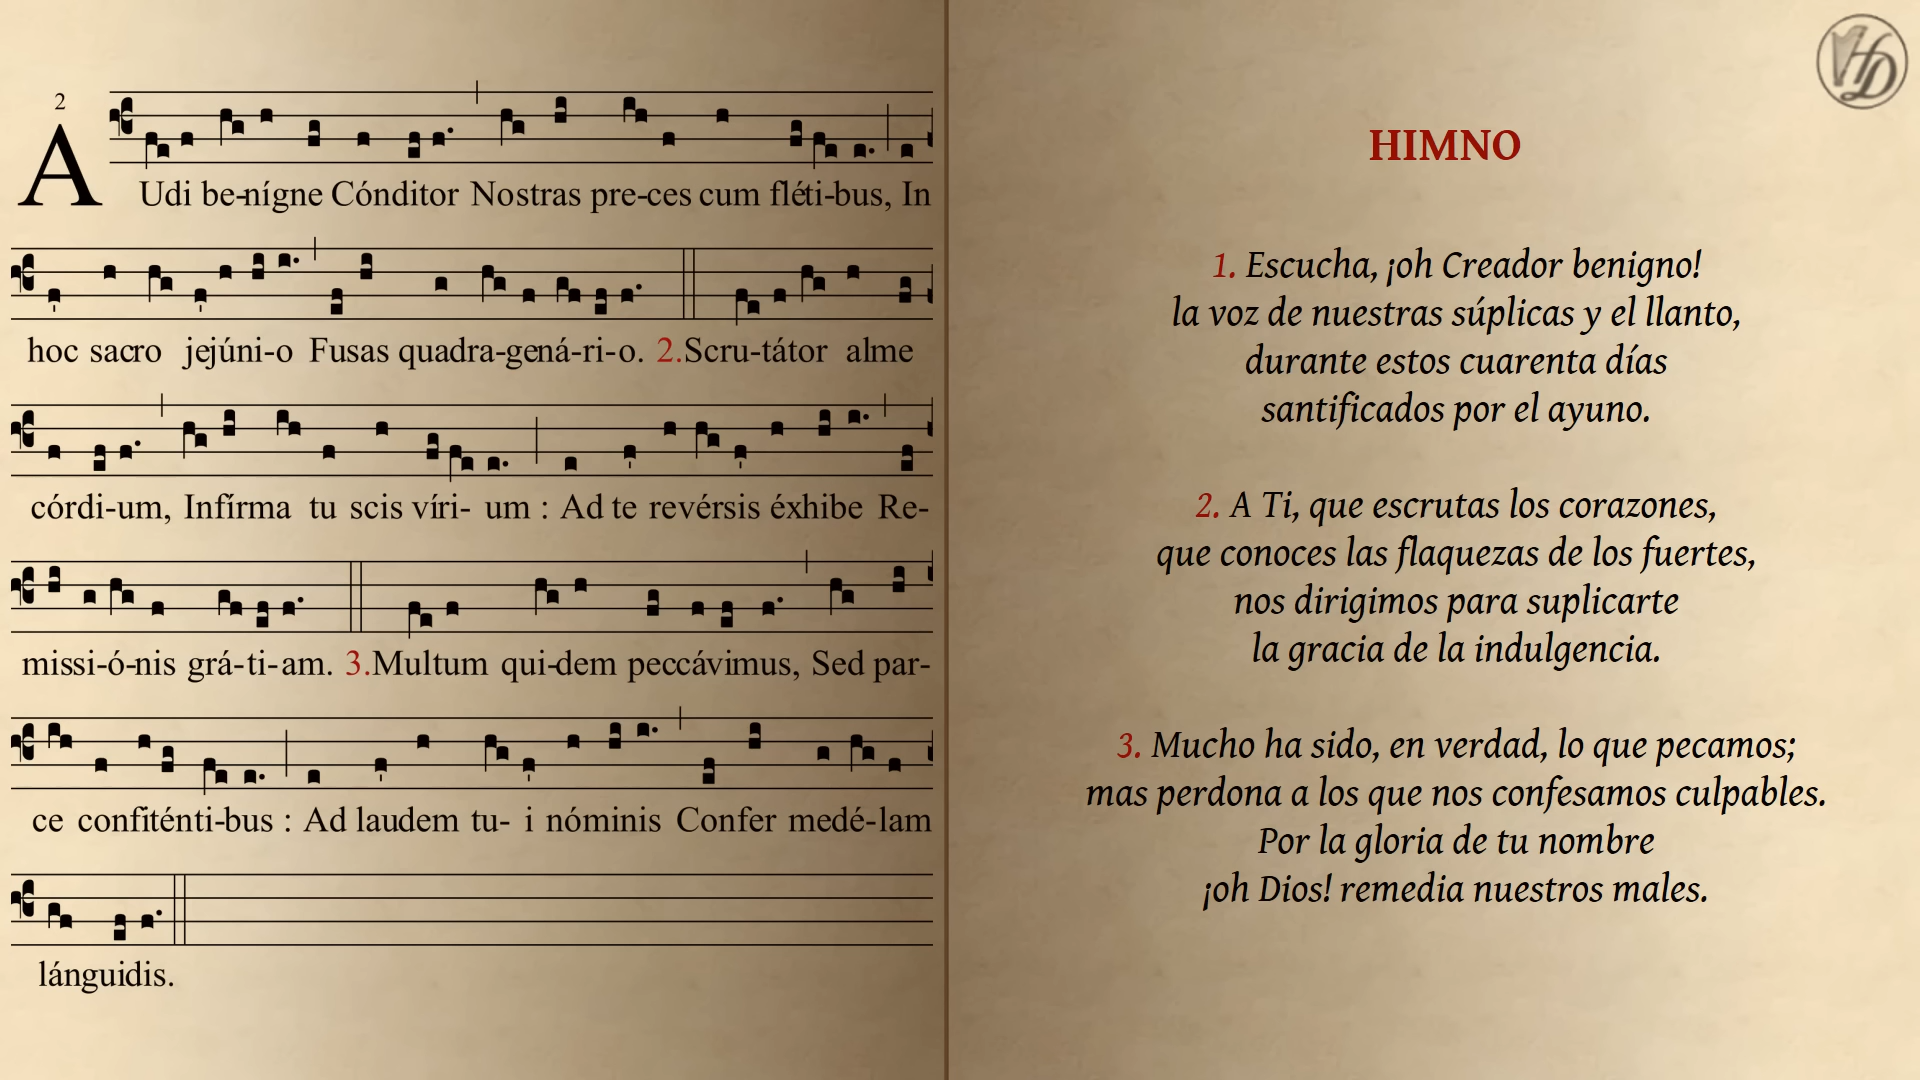 2
AUdi be-nígne Cónditor Nostras pre-ces cum fléti-bus, In
hoc sacro jejúni-o Fusas quadra-gená-ri-o. 2.Scru-tátor alme
córdi-um, Infírma tu scis víri- um : Ad te revérsis éxhibe Re-
missi-ó-nis grá-ti-am. 3.Multum qui-dem peccávimus, Sed par-
ce confiténti-bus : Ad laudem tu- i nóminis Confer medé-lam
lánguidis.
HD
HIMNO
1. Escucha, ¡oh Creador benigno!
la voz de nuestras súplicas y el llanto,
durante estos cuarenta días
santificados por el ayuno.
2. A Ti, que escrutas los corazones,
que conoces las flaquezas de los fuertes,
nos dirigimos para suplicarte
la gracia de la indulgencia.
3. Mucho ha sido, en verdad, lo que pecamos;
mas perdona a los que nos confesamos culpables.
Por la gloria de tu nombre
¡oh Dios! remedia nuestros males.